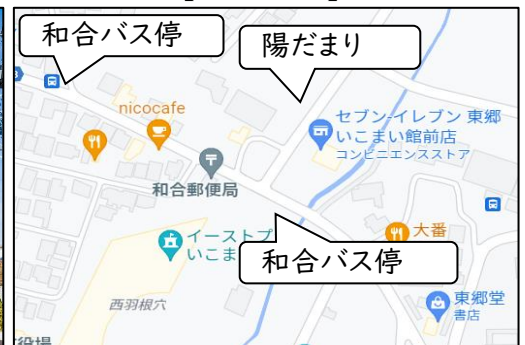 和合バス停
陽だまり
nicocafe
セブン-イレブン 東郷
いこまい館前店
コンビニエンスストア
和合郵便局
イーストプ
いこま
大番
和合バス停
西羽根穴
東郷堂
書店
役場